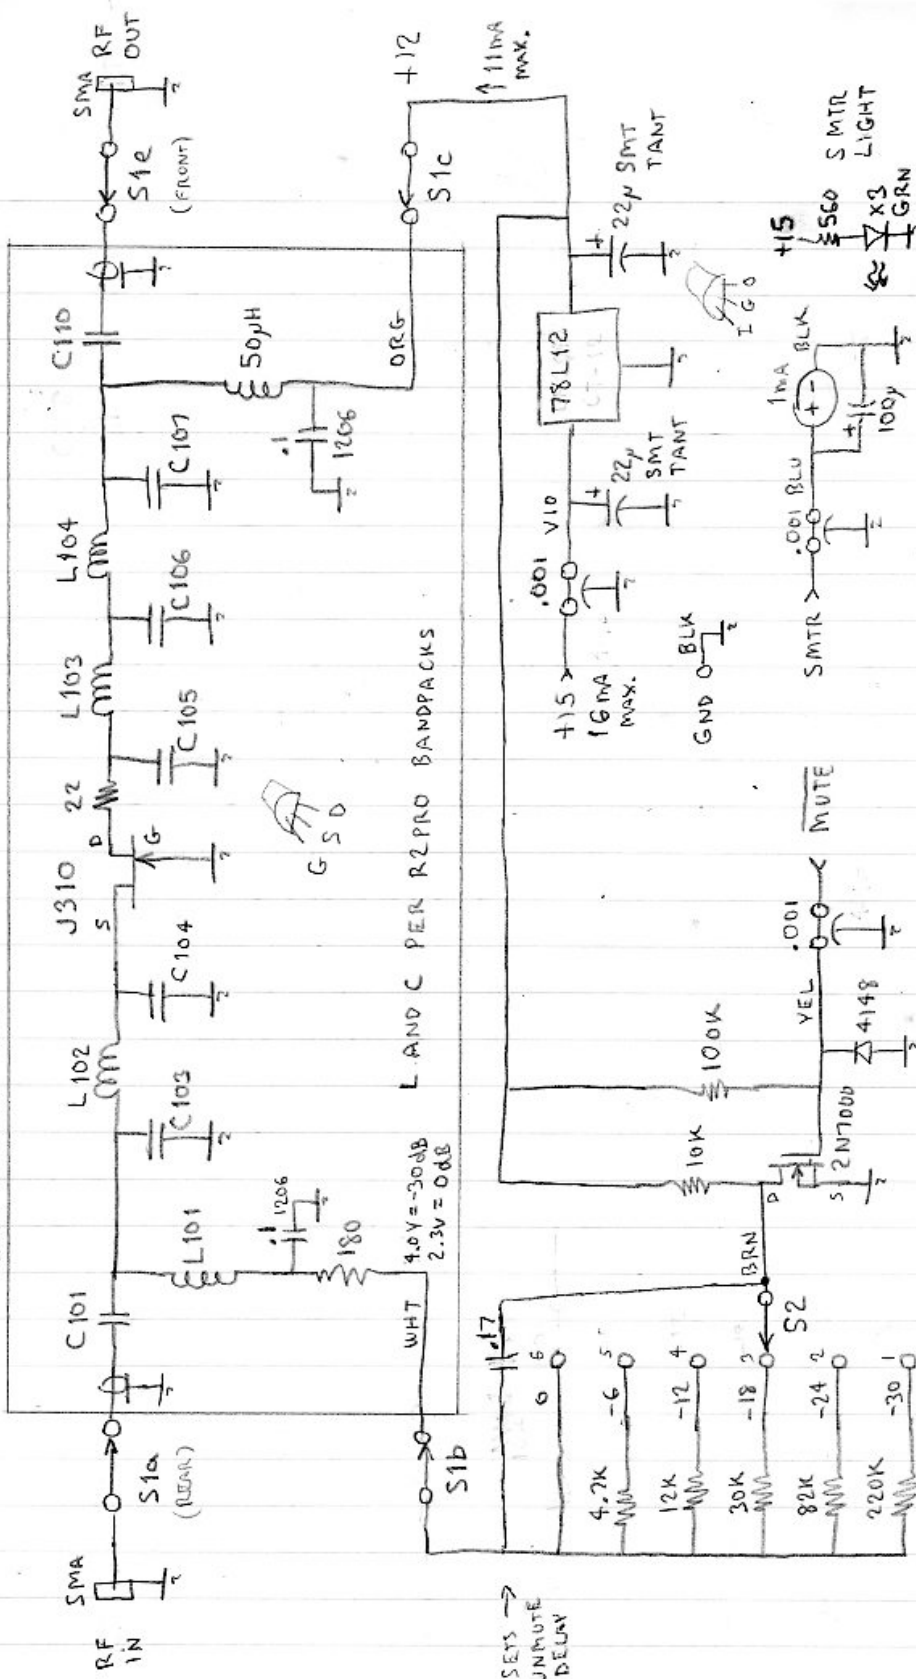 SMA
RF
IN
S1a
(REAR)
C101
L101
.1
1206
180
WHT
4.0V = -30dB
2.3V = 0dB
C103
L102
C104
J310
S
D
G
22
G S D
C105
L103
C106
L104
C107
C110
50µH
.1
1206
ORG
L AND C PER R2PRO BANDPACKS
S1e
(FRONT)
SMA
RF
OUT
S1c
+12
↑ 11mA
MAX.
S1b
SETS →
UNMUTE
DELAY
.47
0
6
4.7K
-6
5
12K
-12
4
30K
-18
3
82K
-24
2
220K
-30
1
S2
BRN
10K
100K
D
S
2N7000
4148
YEL
.001
MUTE
+15
16mA
MAX.
.001
V10
+
22µ
SMT
TANT
78L12
+
22µ SMT
TANT
I G O
GND
BLK
SMTR
.001
BLU
1mA
+ -
BLK
+
100µ
+15
560
SMTR
LIGHT
X3
GRN